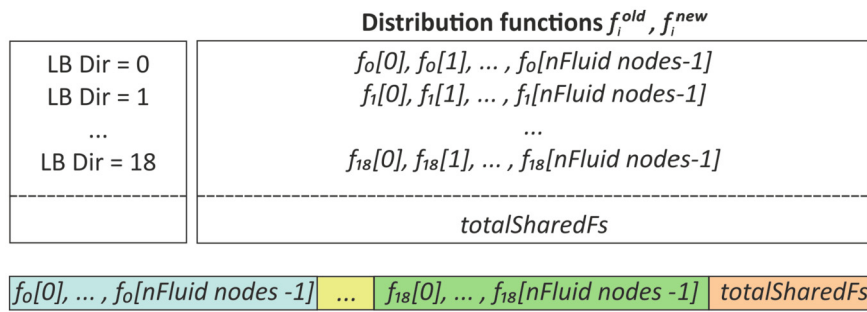 Distribution functions f_i^old, f_i^new
LB Dir = 0
f₀[0], f₀[1], ... , f₀[nFluid nodes-1]
LB Dir = 1
f₁[0], f₁[1], ... , f₁[nFluid nodes-1]
...
...
LB Dir = 18
f₁₈[0], f₁₈[1], ... , f₁₈[nFluid nodes-1]
totalSharedFs
f₀[0], ... , f₀[nFluid nodes -1] ... f₁₈[0], ... , f₁₈[nFluid nodes -1] totalSharedFs